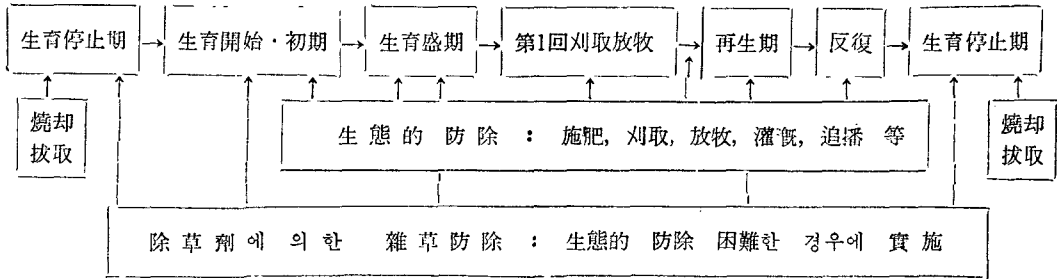 生育停止期 → 生育開始·初期 → 生育盛期 → 第1回刈取放牧 → 再生期 → 反復 → 生育停止期
燒却
拔取
生態的 防除 : 施肥, 刈取, 放牧, 灌漑, 追播 等
燒却
拔取
除草劑에 의한 雜草防除 : 生態的 防除 困難한 경우에 實施